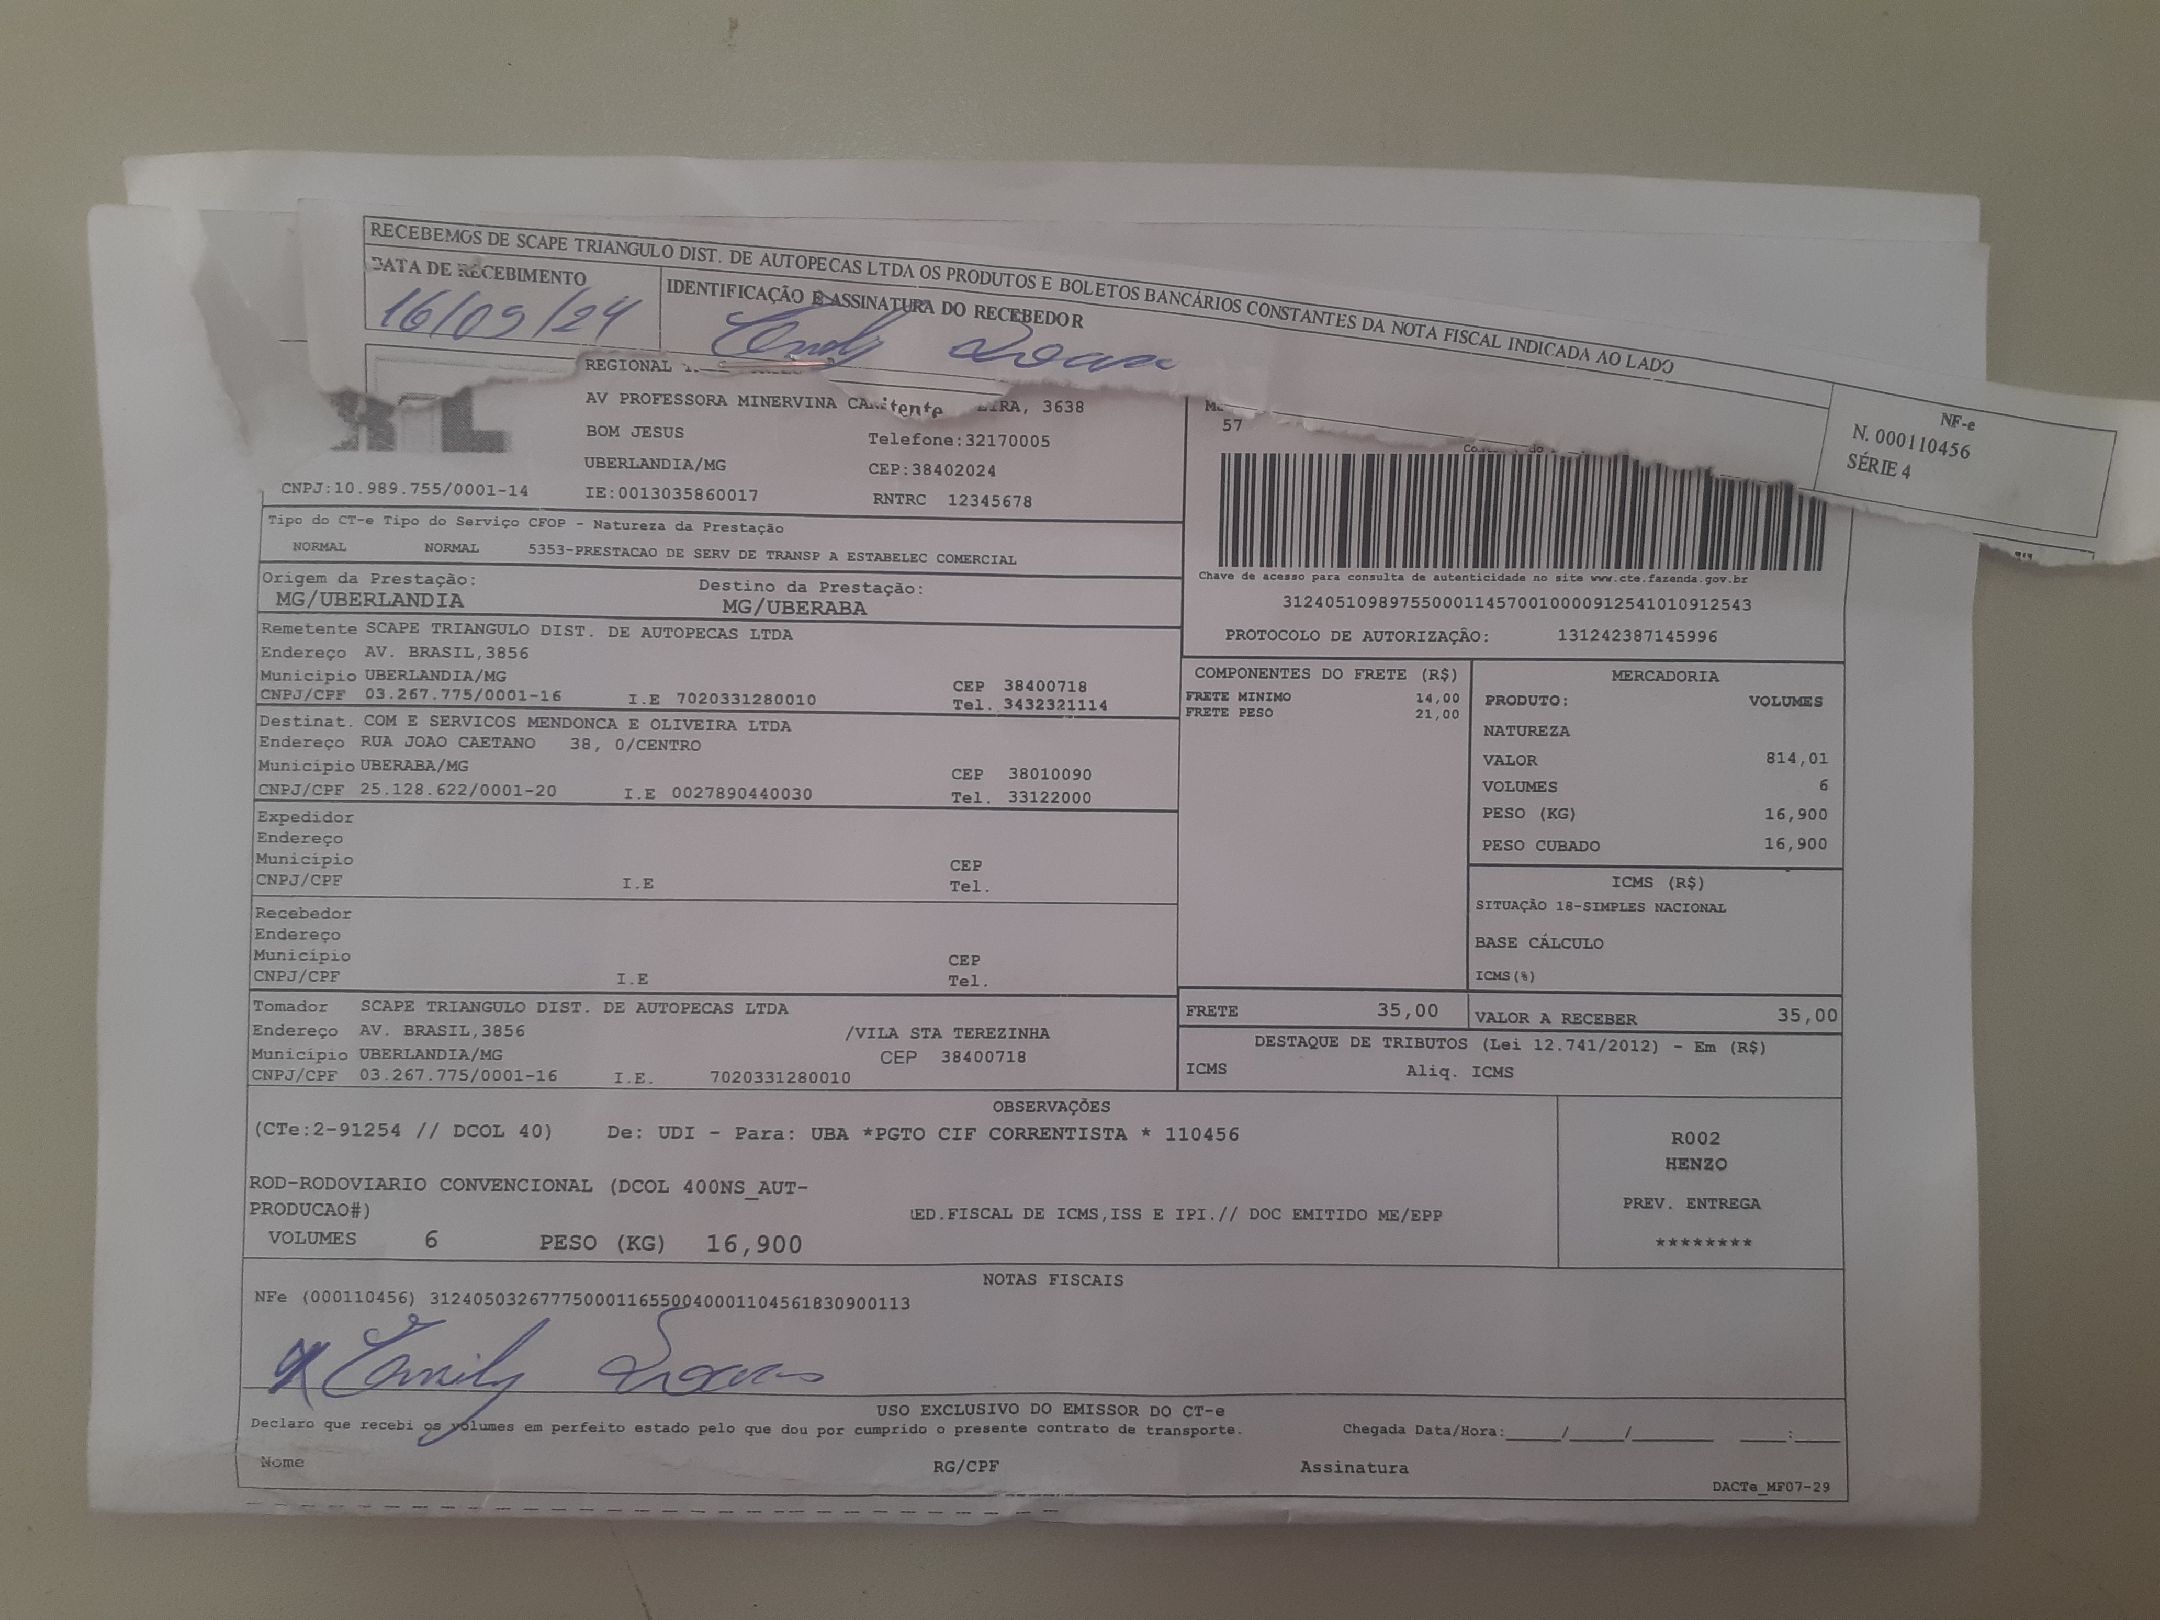 RECEBEMOS DE SCAPE TRIANGULO DIST. DE AUTOPECAS LTDA OS PRODUTOS E BOLETOS BANCÁRIOS CONSTANTES DA NOTA FISCAL INDICADA AO LADO
DATA DE RECEBIMENTO
IDENTIFICAÇÃO E ASSINATURA DO RECEBEDOR
NF-e
N. 000110456
SÉRIE 4
REGIONAL
AV PROFESSORA MINERVINA 3638
BOM JESUS Telefone:32170005
UBERLANDIA/MG CEP:38402024
CNPJ:10.989.755/0001-14 IE:0013035860017 RNTRC 12345678
57
Tipo do CT-e Tipo do Serviço CFOP - Natureza da Prestação
NORMAL NORMAL 5353-PRESTACAO DE SERV DE TRANSP A ESTABELEC COMERCIAL
Chave de acesso para consulta de autenticidade no site www.cte.fazenda.gov.br
31240510989755000114570010000912541010912543
PROTOCOLO DE AUTORIZAÇÃO: 131242387145996
Origem da Prestação: Destino da Prestação:
MG/UBERLANDIA MG/UBERABA
Remetente SCAPE TRIANGULO DIST. DE AUTOPECAS LTDA
Endereço AV. BRASIL,3856
Município UBERLANDIA/MG CEP 38400718
CNPJ/CPF 03.267.775/0001-16 I.E 7020331280010 Tel. 3432321114
Destinat. COM E SERVICOS MENDONCA E OLIVEIRA LTDA
Endereço RUA JOAO CAETANO 38, 0/CENTRO
Município UBERABA/MG CEP 38010090
CNPJ/CPF 25.128.622/0001-20 I.E 0027890440030 Tel. 33122000
Expedidor
Endereço
Município CEP
CNPJ/CPF I.E Tel.
Recebedor
Endereço
Município CEP
CNPJ/CPF I.E Tel.
Tomador SCAPE TRIANGULO DIST. DE AUTOPECAS LTDA
Endereço AV. BRASIL,3856 /VILA STA TEREZINHA
Município UBERLANDIA/MG CEP 38400718
CNPJ/CPF 03.267.775/0001-16 I.E. 7020331280010
COMPONENTES DO FRETE (R$)
FRETE MINIMO 14,00
FRETE PESO 21,00
MERCADORIA
PRODUTO: VOLUMES
NATUREZA
VALOR 814,01
VOLUMES 6
PESO (KG) 16,900
PESO CUBADO 16,900
ICMS (R$)
SITUAÇÃO 18-SIMPLES NACIONAL
BASE CÁLCULO
ICMS(%)
FRETE 35,00 VALOR A RECEBER 35,00
DESTAQUE DE TRIBUTOS (Lei 12.741/2012) - Em (R$)
ICMS Aliq. ICMS
OBSERVAÇÕES
(CTe:2-91254 // DCOL 40) De: UDI - Para: UBA *PGTO CIF CORRENTISTA * 110456
ROD-RODOVIARIO CONVENCIONAL (DCOL 400NS_AUT-
PRODUCAO#) ED.FISCAL DE ICMS,ISS E IPI.// DOC EMITIDO ME/EPP
VOLUMES 6 PESO (KG) 16,900
R002
HENZO
PREV. ENTREGA
********
NOTAS FISCAIS
NFe (000110456) 31240503267775000116550040001104561830900113
Emily
USO EXCLUSIVO DO EMISSOR DO CT-e
Declaro que recebi os volumes em perfeito estado pelo que dou por cumprido o presente contrato de transporte. Chegada Data/Hora:____/____/______ ____:____
Nome RG/CPF Assinatura
DACTe_MF07-29